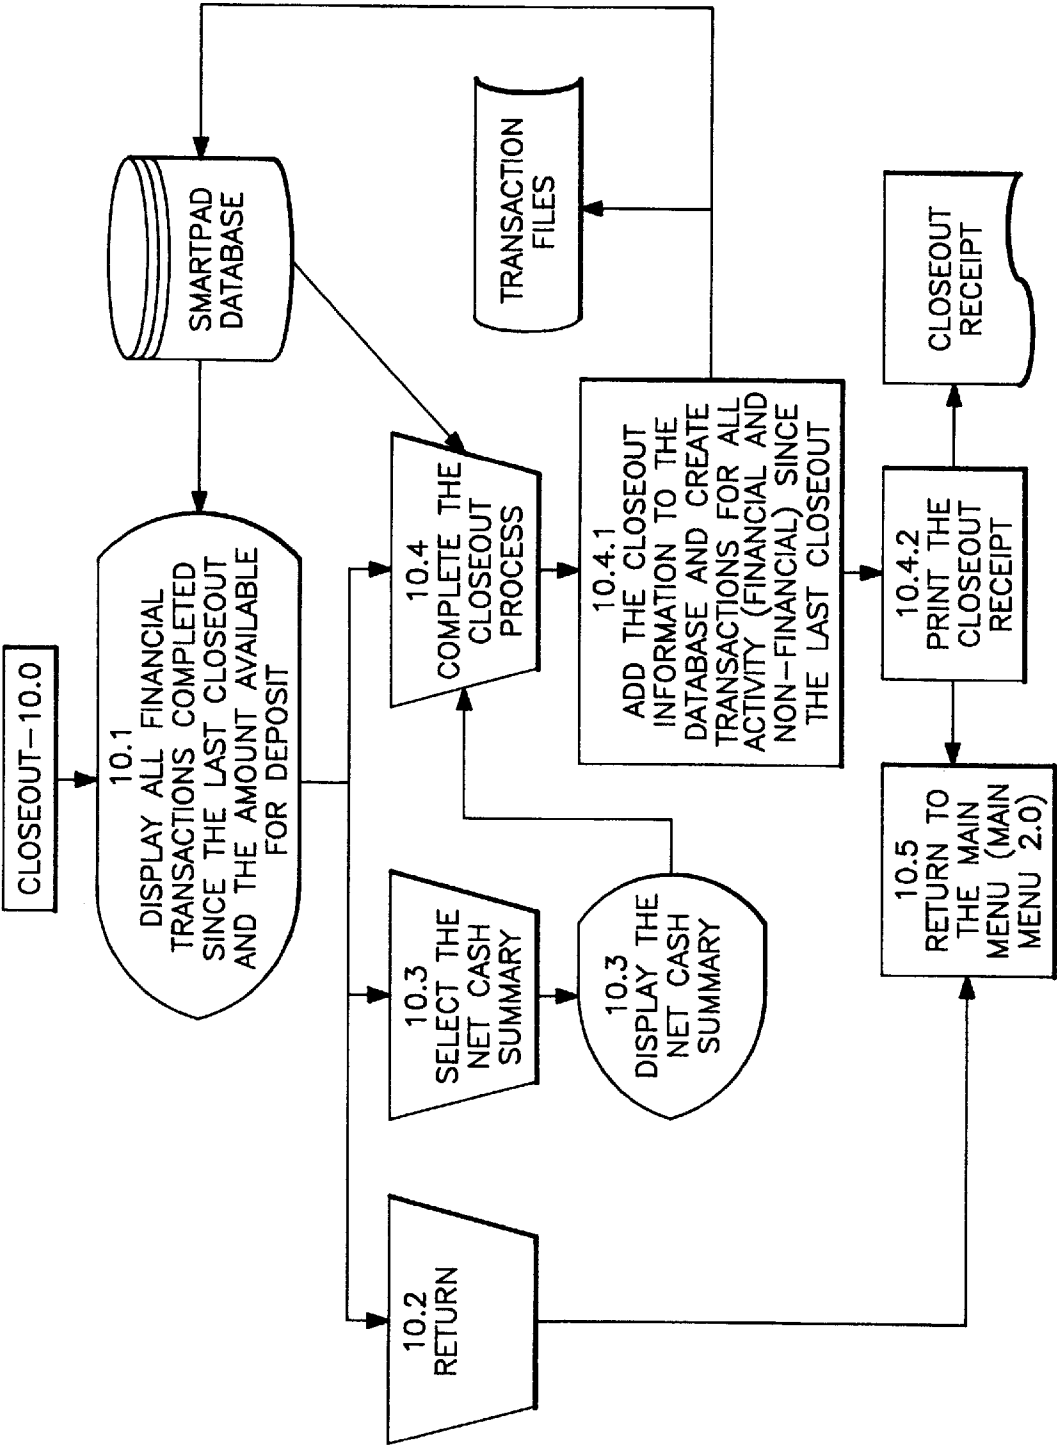 CLOSEOUT-10.0
10.1
DISPLAY ALL FINANCIAL
TRANSACTIONS COMPLETED
SINCE THE LAST CLOSEOUT
AND THE AMOUNT AVAILABLE
FOR DEPOSIT
SMARTPAD
DATABASE
10.2
RETURN
10.3
SELECT THE
NET CASH
SUMMARY
10.4
COMPLETE THE
CLOSEOUT
PROCESS
TRANSACTION
FILES
10.3
DISPLAY THE
NET CASH
SUMMARY
10.4.1
ADD THE CLOSEOUT
INFORMATION TO THE
DATABASE AND CREATE
TRANSACTIONS FOR ALL
ACTIVITY (FINANCIAL AND
NON-FINANCIAL) SINCE
THE LAST CLOSEOUT
10.5
RETURN TO
THE MAIN
MENU (MAIN
MENU 2.0)
10.4.2
PRINT THE
CLOSEOUT
RECEIPT
CLOSEOUT
RECEIPT